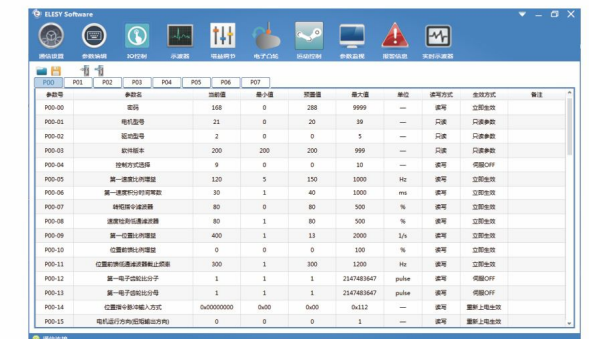 ELESY Software
通信设置 参数编辑 IO控制 示波器 增益调节 电子凸轮 运动控制 参数监视 报警信息 实时示波器
P00 P01 P02 P03 P04 P05 P06 P07
参数号 参数名 当前值 最小值 预置值 最大值 单位 读写方式 生效方式 备注
P00-00 密码 168 0 288 9999 — 读写 立即生效
P00-01 电机型号 21 0 20 39 — 只读 只读参数
P00-02 驱动型号 2 0 0 5 — 只读 只读参数
P00-03 软件版本 200 200 200 999 — 只读 只读参数
P00-04 控制方式选择 9 0 0 10 — 读写 伺服OFF
P00-05 第一速度比例增益 120 5 150 1000 Hz 读写 立即生效
P00-06 第一速度积分时间常数 30 1 40 1000 ms 读写 立即生效
P00-07 转矩指令滤波器 80 0 80 500 % 读写 立即生效
P00-08 速度检测低通滤波器 80 1 80 500 % 读写 立即生效
P00-09 第一位置比例增益 400 1 13 2000 1/s 读写 立即生效
P00-10 位置前馈比例增益 0 0 0 100 % 读写 立即生效
P00-11 位置前馈低通滤波器截止频率 300 1 300 1200 Hz 读写 立即生效
P00-12 第一电子齿轮比分子 1 1 1 2147483647 pulse 读写 伺服OFF
P00-13 第一电子齿轮比分母 1 1 1 2147483647 pulse 读写 伺服OFF
P00-14 位置指令脉冲输入方式 0x00000000 0x00 0x00 0x112 — 读写 重新上电生效
P00-15 电机运行方向(扭矩输出方向) 0 0 0 1 — 读写 重新上电生效